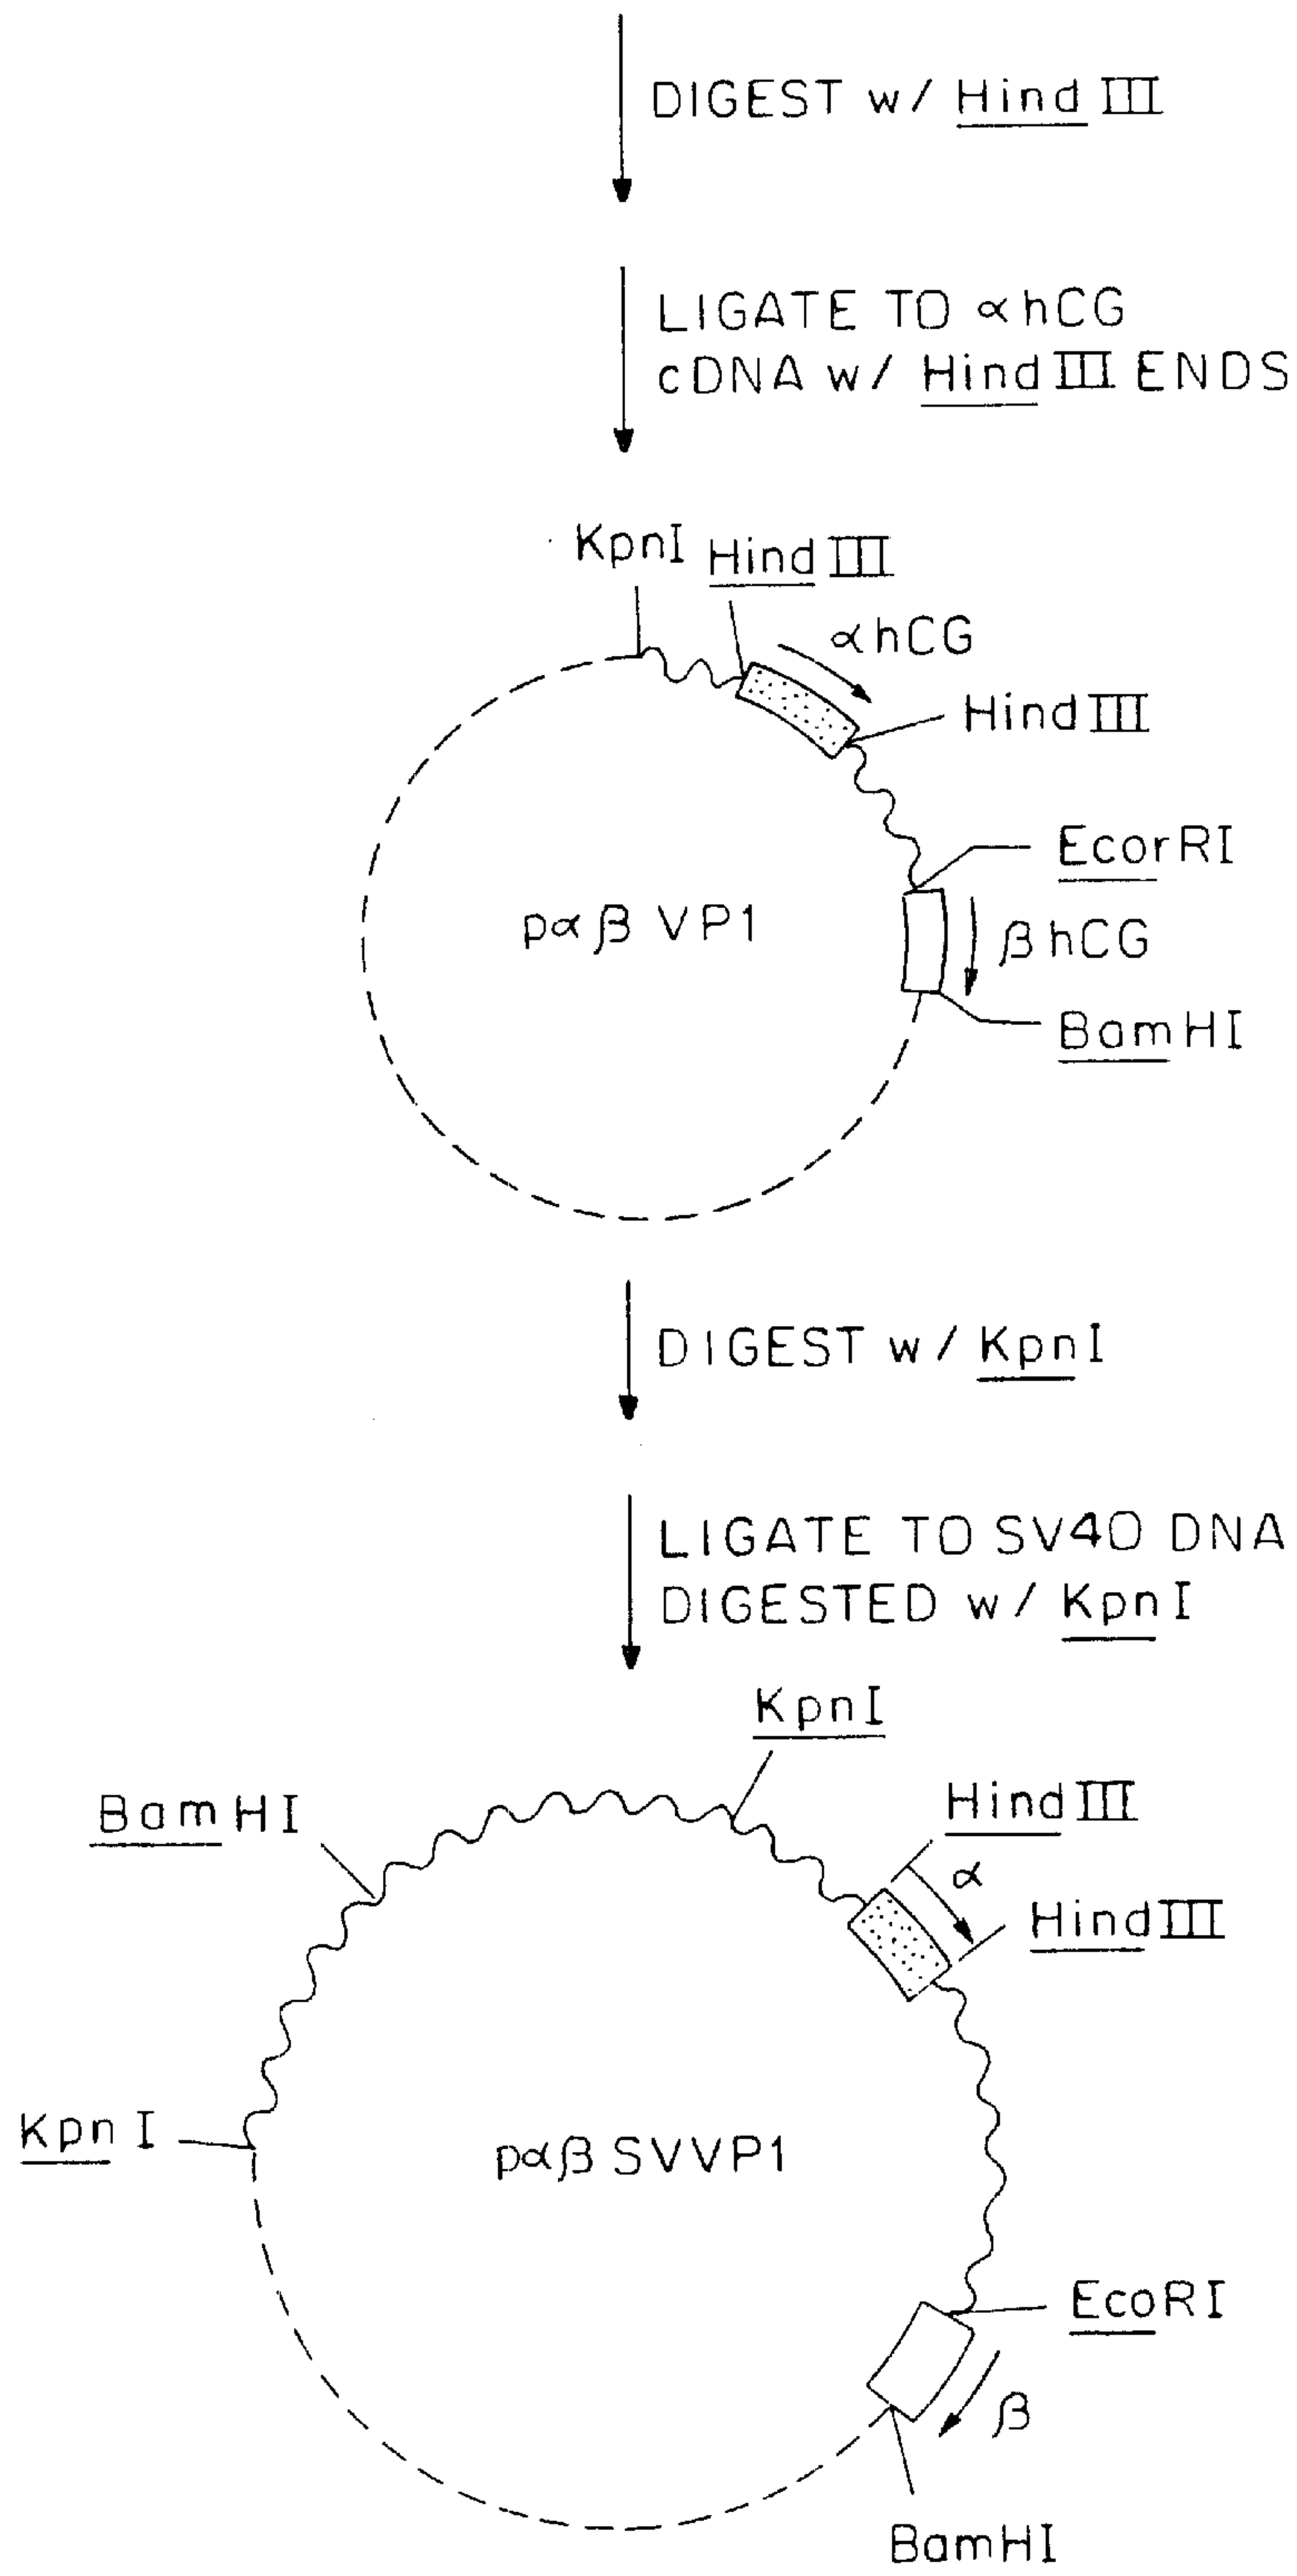 DIGEST w/ Hind III
LIGATE TO αhCG
cDNA w/ Hind III ENDS
KpnI
Hind III
αhCG
Hind III
EcorRI
pαβ VP1
βhCG
BamHI
DIGEST w/ KpnI
LIGATE TO SV40 DNA
DIGESTED w/ KpnI
KpnI
BamHI
Hind III
α
Hind III
KpnI
pαβ SVVP1
EcoRI
β
BamHI